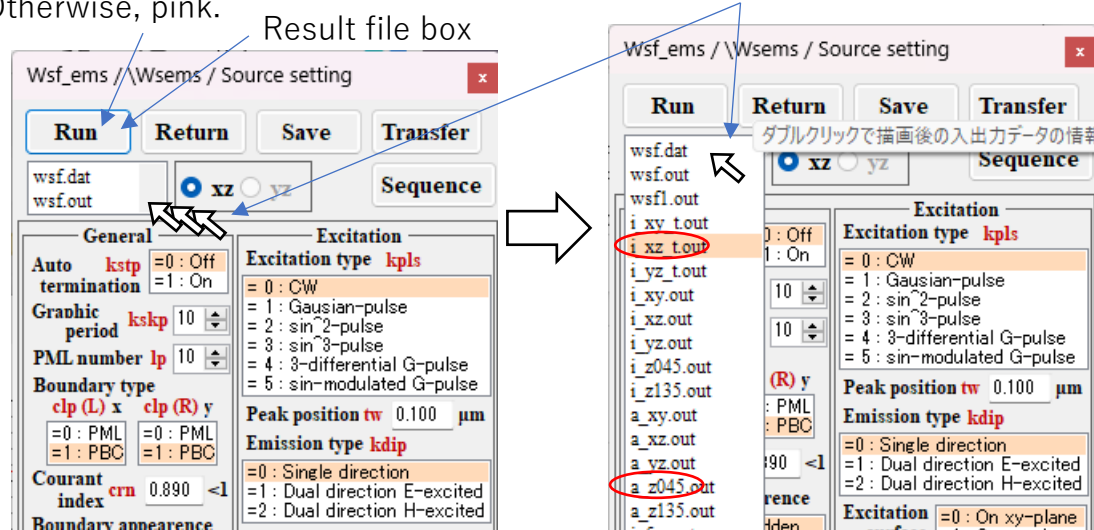 Otherwise, pink.
Result file box
Wsf_ems / \Wsems / Source setting
x
Run
Return
Save
Transfer
wsf.dat
wsf.out
xz
yz
Sequence
General
Auto termination kstp
=0 : Off
=1 : On
Graphic period kskp 10
PML number lp 10
Boundary type
clp (L) x clp (R) y
=0 : PML =0 : PML
=1 : PBC =1 : PBC
Courant index crn 0.890 <1
Boundary appearence
Excitation
Excitation type kpls
= 0 : CW
= 1 : Gausian-pulse
= 2 : sin^2-pulse
= 3 : sin^3-pulse
= 4 : 3-differential G-pulse
= 5 : sin-modulated G-pulse
Peak position tw 0.100 μm
Emission type kdip
=0 : Single direction
=1 : Dual direction E-excited
=2 : Dual direction H-excited
Wsf_ems / \Wsems / Source setting
x
Run
Return
Save
Transfer
ダブルクリックで描画後の入出力データの情報
wsf.dat
wsf.out
wsf1.out
i_xy_t.out
i_xz_t.out
i_yz_t.out
i_xy.out
i_xz.out
i_yz.out
i_z045.out
i_z135.out
a_xy.out
a_xz.out
a_yz.out
a_z045.out
a_z135.out
xz
yz
Sequence
0 : Off
1 : On
10
10
(R) y
: PML
: PBC
90 <1
rence
dden
Excitation
Excitation type kpls
= 0 : CW
= 1 : Gausian-pulse
= 2 : sin^2-pulse
= 3 : sin^3-pulse
= 4 : 3-differential G-pulse
= 5 : sin-modulated G-pulse
Peak position tw 0.100 μm
Emission type kdip
=0 : Single direction
=1 : Dual direction E-excited
=2 : Dual direction H-excited
Excitation =0 : On xy-plane